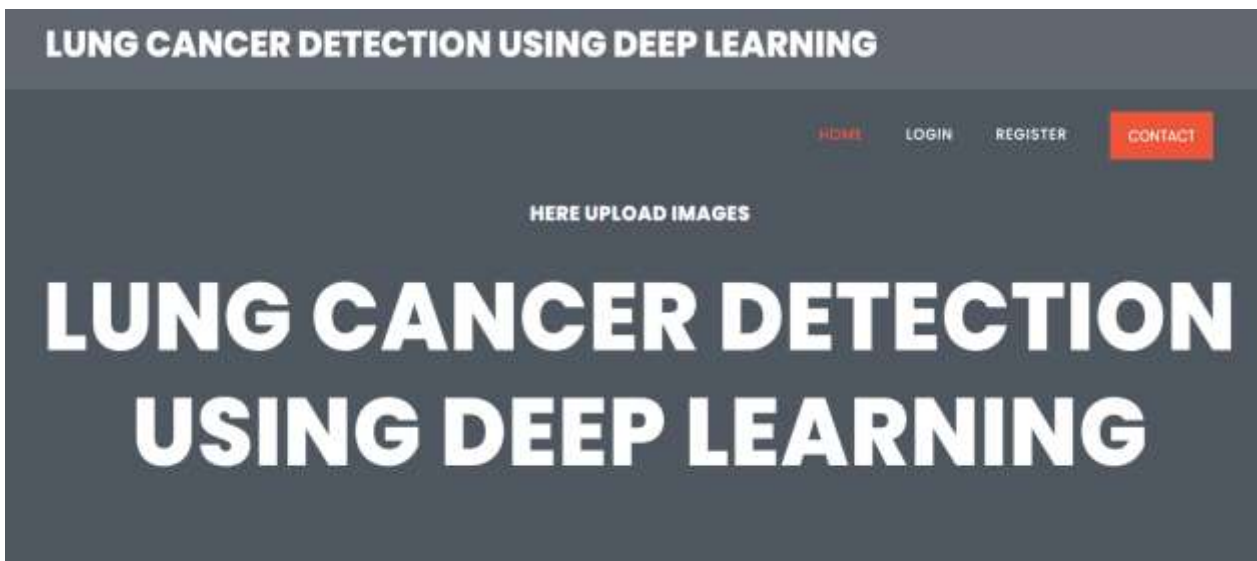 LUNG CANCER DETECTION USING DEEP LEARNING
HOME LOGIN REGISTER CONTACT
HERE UPLOAD IMAGES
LUNG CANCER DETECTION
USING DEEP LEARNING